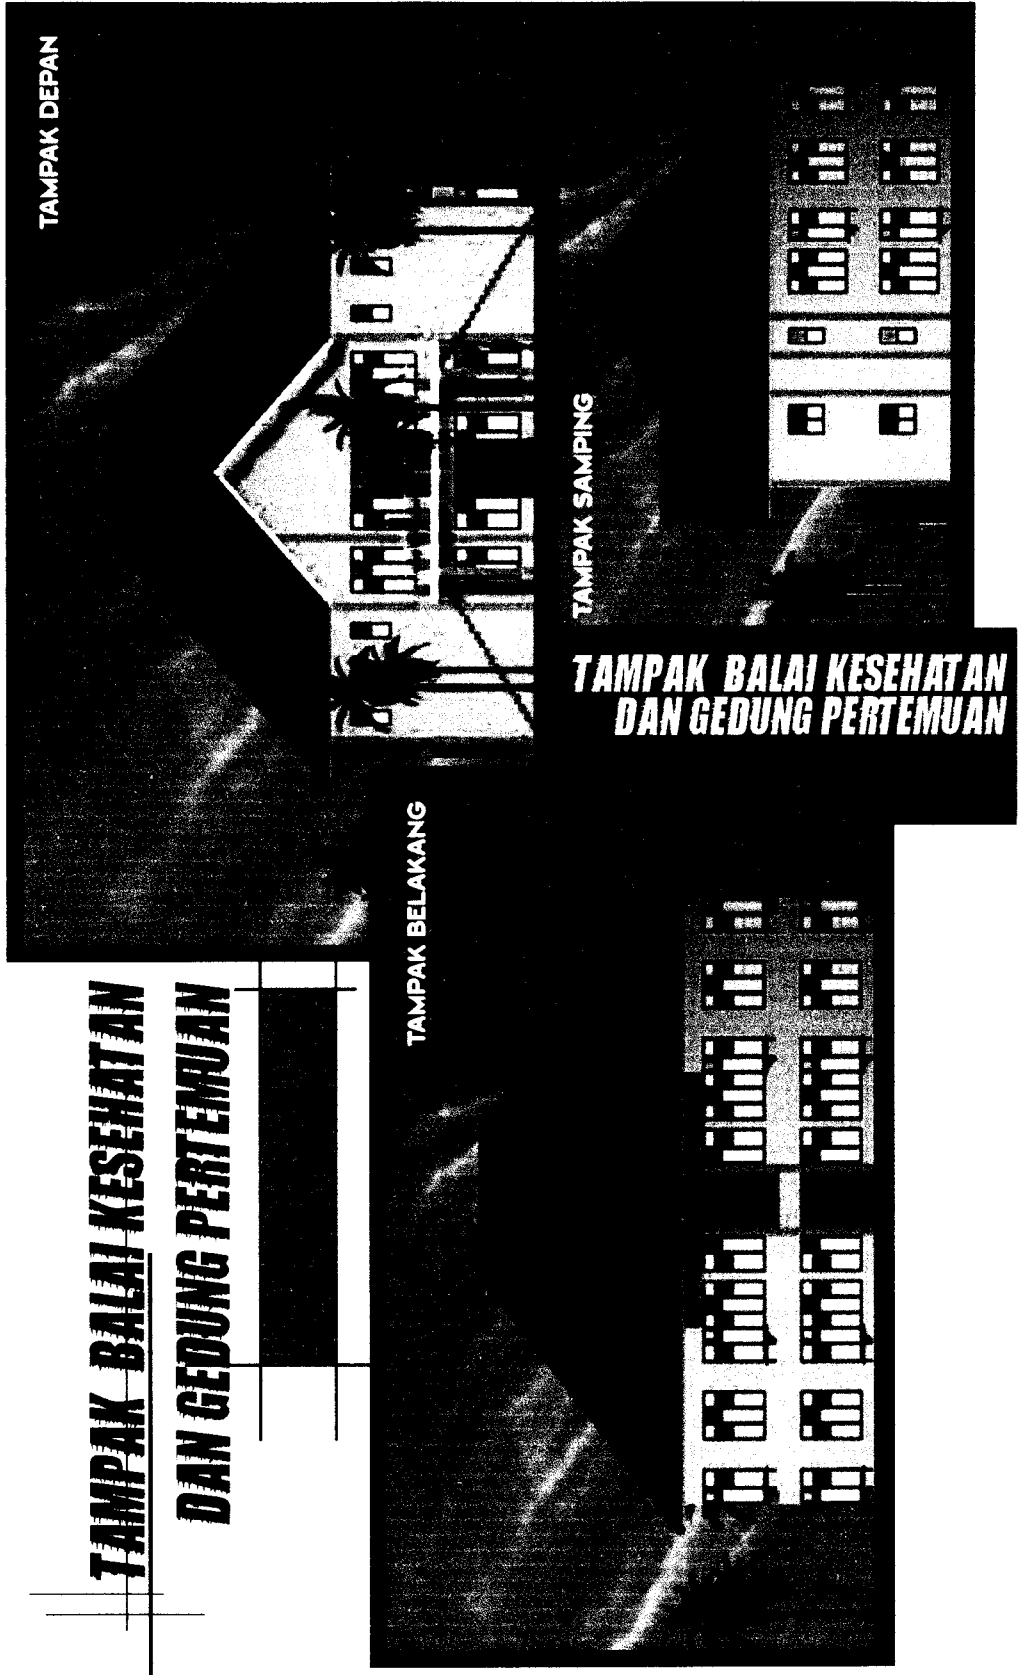 TAMPAK BALAI KESEHATAN
DAN GEDUNG PERTEMUAN
TAMPAK DEPAN
TAMPAK SAMPING
TAMPAK BELAKANG
TAMPAK BALAI KESEHATAN
DAN GEDUNG PERTEMUAN